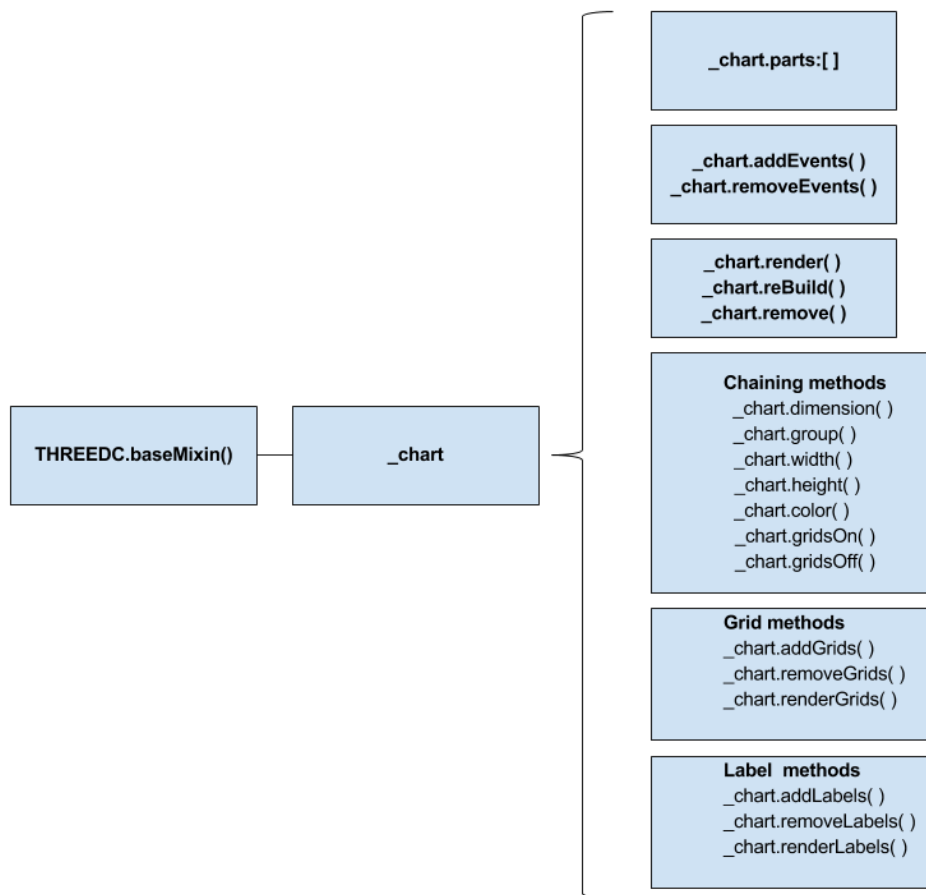 _chart.parts:[ ]
_chart.addEvents( )
_chart.removeEvents( )
_chart.render( )
_chart.reBuild( )
_chart.remove( )
THREEDC.baseMixin()
_chart
Chaining methods
_chart.dimension( )
_chart.group( )
_chart.width( )
_chart.height( )
_chart.color( )
_chart.gridsOn( )
_chart.gridsOff( )
Grid methods
_chart.addGrids( )
_chart.removeGrids( )
_chart.renderGrids( )
Label methods
_chart.addLabels( )
_chart.removeLabels( )
_chart.renderLabels( )